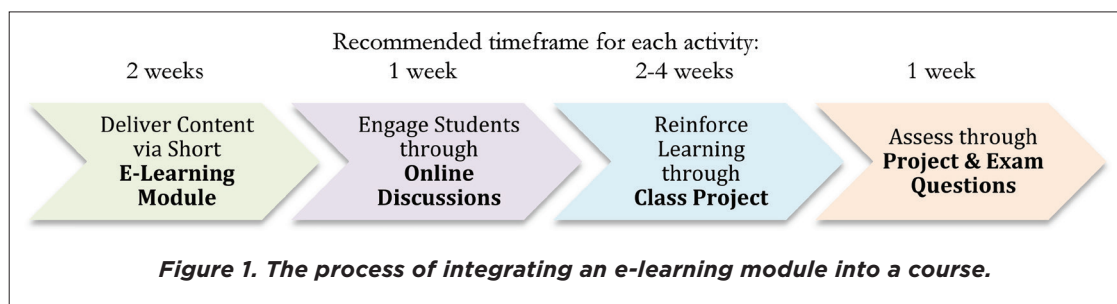 Recommended timeframe for each activity:
2 weeks
1 week
2-4 weeks
1 week
Deliver Content
via Short
E-Learning
Module
Engage Students
through
Online
Discussions
Reinforce
Learning
through
Class Project
Assess through
Project & Exam
Questions
Figure 1. The process of integrating an e-learning module into a course.